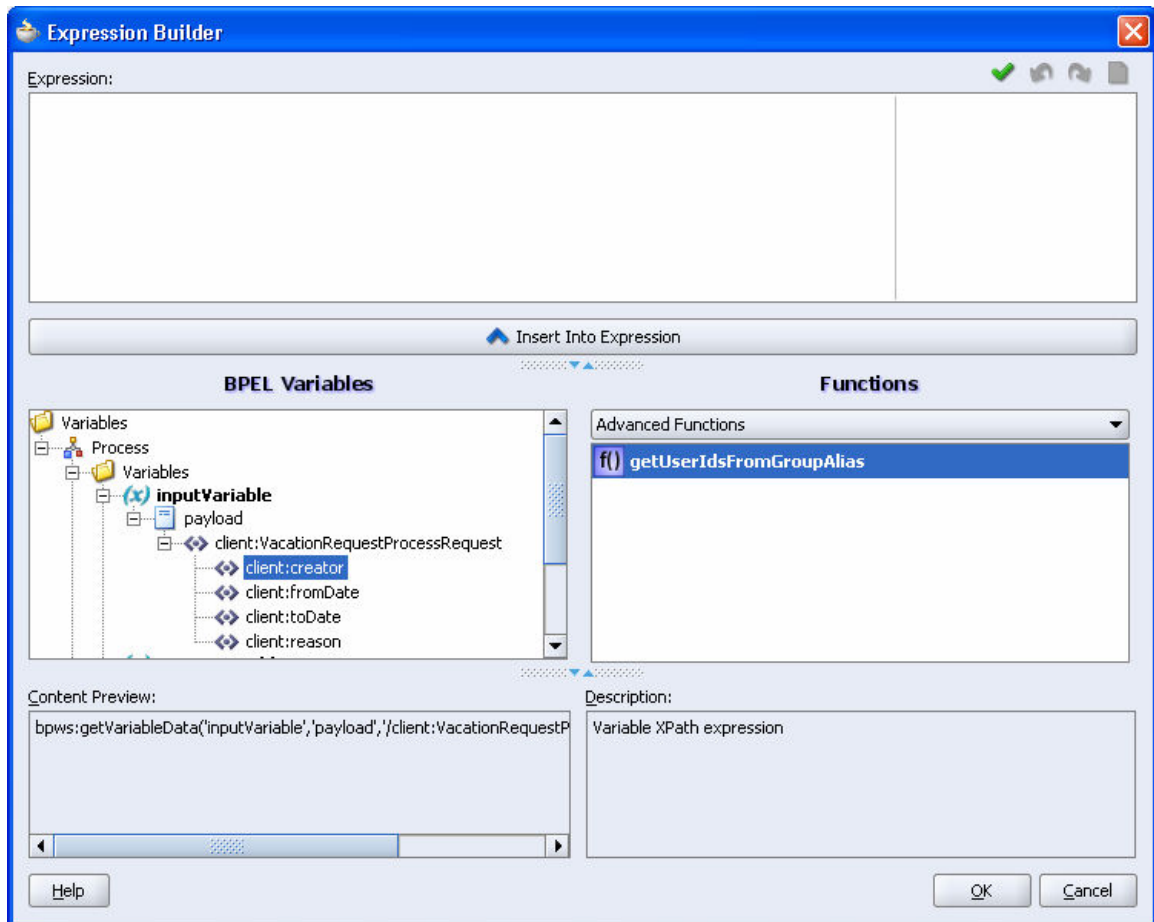 Expression Builder
Expression:
Insert Into Expression
BPEL Variables
Functions
Variables
Process
Variables
(x) inputVariable
payload
client:VacationRequestProcessRequest
client:creator
client:fromDate
client:toDate
client:reason
Advanced Functions
f() getUserIdsFromGroupAlias
Content Preview:
bpws:getVariableData('inputVariable','payload','/client:VacationRequestP
Description:
Variable XPath expression
Help
OK
Cancel